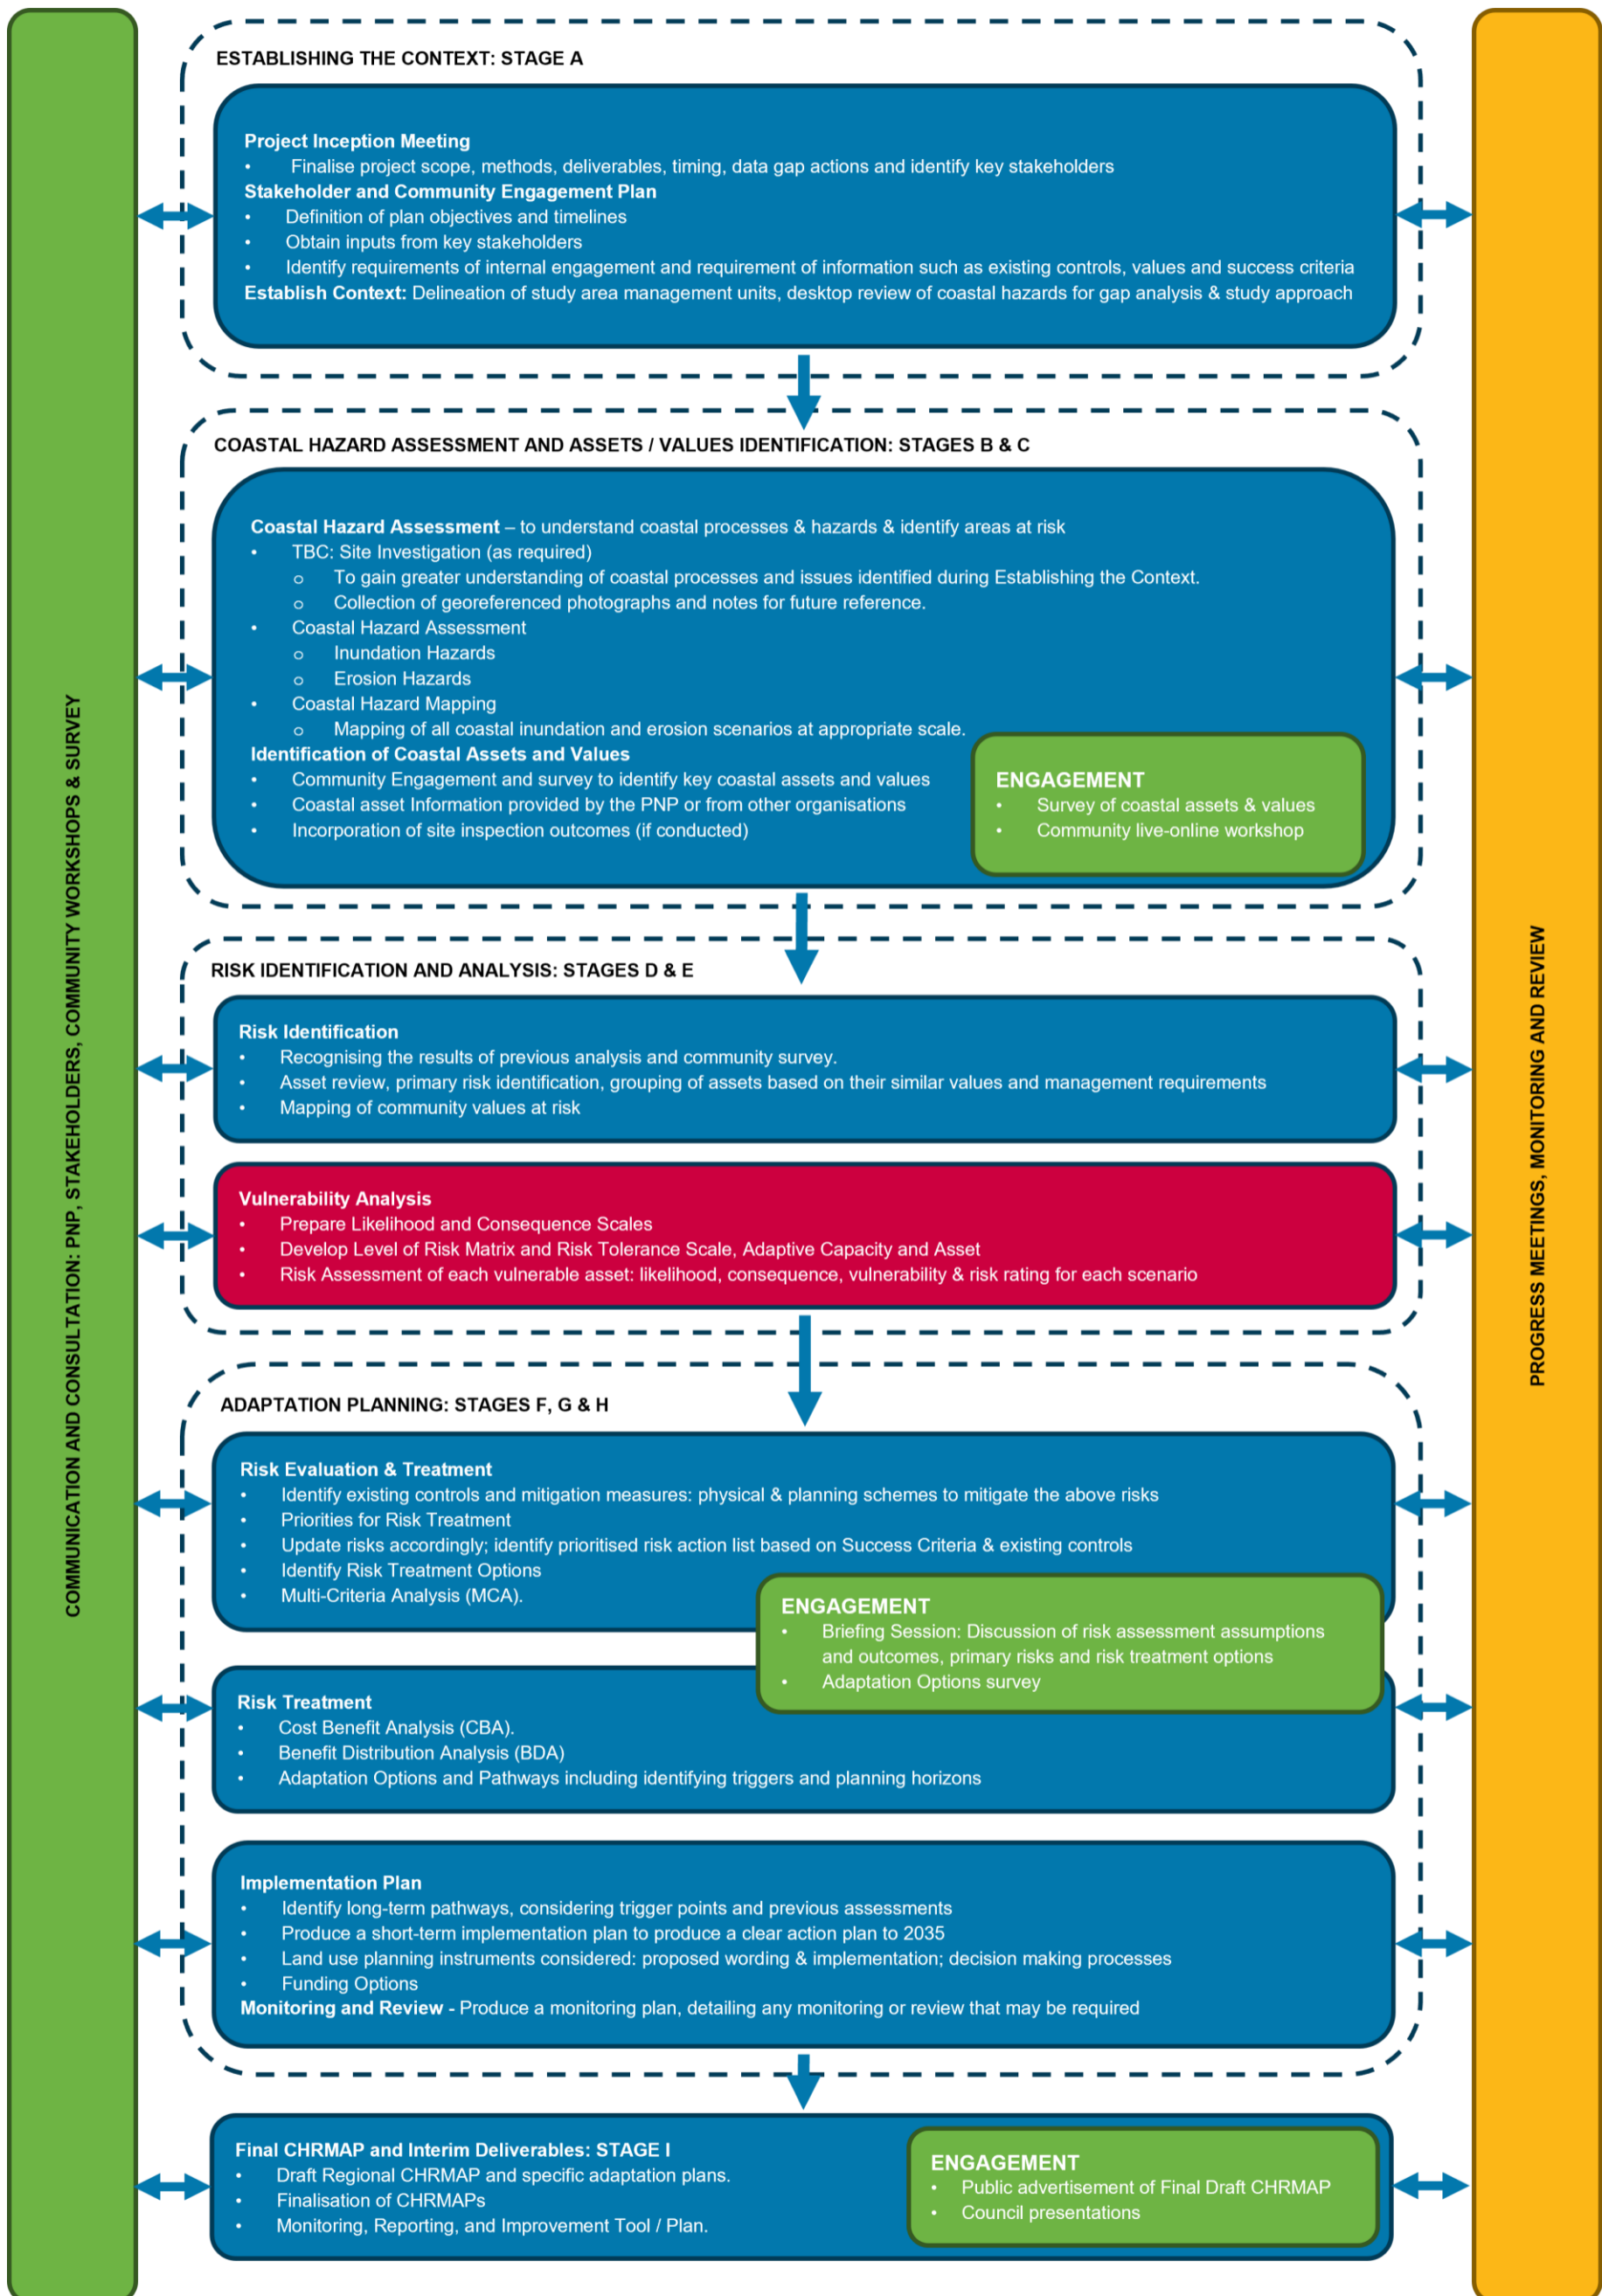 COMMUNICATION AND CONSULTATION: PNP, STAKEHOLDERS, COMMUNITY WORKSHOPS & SURVEY
ESTABLISHING THE CONTEXT: STAGE A
Project Inception Meeting
• Finalise project scope, methods, deliverables, timing, data gap actions and identify key stakeholders
Stakeholder and Community Engagement Plan
• Definition of plan objectives and timelines
• Obtain inputs from key stakeholders
• Identify requirements of internal engagement and requirement of information such as existing controls, values and success criteria
Establish Context: Delineation of study area management units, desktop review of coastal hazards for gap analysis & study approach
COASTAL HAZARD ASSESSMENT AND ASSETS / VALUES IDENTIFICATION: STAGES B & C
Coastal Hazard Assessment – to understand coastal processes & hazards & identify areas at risk
• TBC: Site Investigation (as required)
o To gain greater understanding of coastal processes and issues identified during Establishing the Context.
o Collection of georeferenced photographs and notes for future reference.
• Coastal Hazard Assessment
o Inundation Hazards
o Erosion Hazards
• Coastal Hazard Mapping
o Mapping of all coastal inundation and erosion scenarios at appropriate scale.
Identification of Coastal Assets and Values
• Community Engagement and survey to identify key coastal assets and values
• Coastal asset Information provided by the PNP or from other organisations
• Incorporation of site inspection outcomes (if conducted)
ENGAGEMENT
• Survey of coastal assets & values
• Community live-online workshop
RISK IDENTIFICATION AND ANALYSIS: STAGES D & E
Risk Identification
• Recognising the results of previous analysis and community survey.
• Asset review, primary risk identification, grouping of assets based on their similar values and management requirements
• Mapping of community values at risk
Vulnerability Analysis
• Prepare Likelihood and Consequence Scales
• Develop Level of Risk Matrix and Risk Tolerance Scale, Adaptive Capacity and Asset
• Risk Assessment of each vulnerable asset: likelihood, consequence, vulnerability & risk rating for each scenario
ADAPTATION PLANNING: STAGES F, G & H
Risk Evaluation & Treatment
• Identify existing controls and mitigation measures: physical & planning schemes to mitigate the above risks
• Priorities for Risk Treatment
• Update risks accordingly; identify prioritised risk action list based on Success Criteria & existing controls
• Identify Risk Treatment Options
• Multi-Criteria Analysis (MCA).
ENGAGEMENT
• Briefing Session: Discussion of risk assessment assumptions
and outcomes, primary risks and risk treatment options
• Adaptation Options survey
Risk Treatment
• Cost Benefit Analysis (CBA).
• Benefit Distribution Analysis (BDA)
• Adaptation Options and Pathways including identifying triggers and planning horizons
Implementation Plan
• Identify long-term pathways, considering trigger points and previous assessments
• Produce a short-term implementation plan to produce a clear action plan to 2035
• Land use planning instruments considered: proposed wording & implementation; decision making processes
• Funding Options
Monitoring and Review - Produce a monitoring plan, detailing any monitoring or review that may be required
Final CHRMAP and Interim Deliverables: STAGE I
• Draft Regional CHRMAP and specific adaptation plans.
• Finalisation of CHRMAPs
• Monitoring, Reporting, and Improvement Tool / Plan.
ENGAGEMENT
• Public advertisement of Final Draft CHRMAP
• Council presentations
PROGRESS MEETINGS, MONITORING AND REVIEW